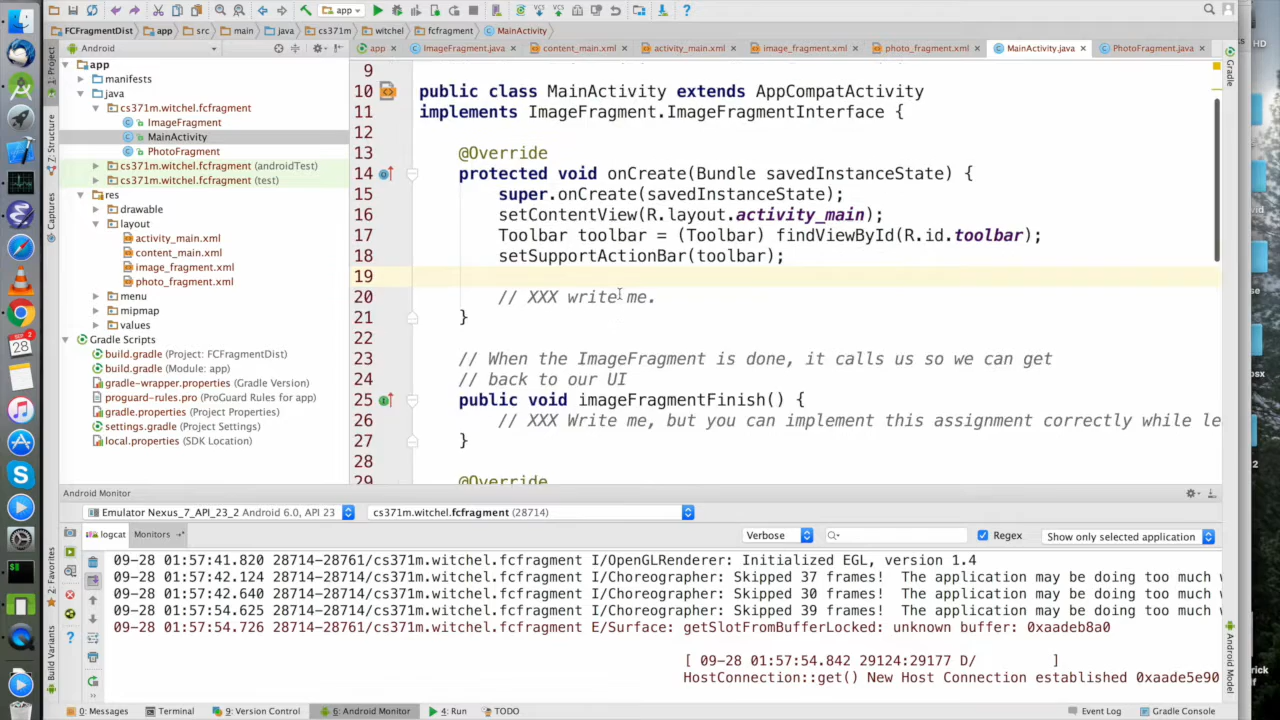 app
FCFragmentDist app src main java cs371m witchel fcfragment MainActivity
Android
app ImageFragment.java content_main.xml activity_main.xml image_fragment.xml photo_fragment.xml MainActivity.java PhotoFragment.java
1: Project
7: Structure
Captures
2: Favorites
Build Variants
Gradle
Android Model
app
manifests
java
cs371m.witchel.fcfragment
ImageFragment
MainActivity
PhotoFragment
cs371m.witchel.fcfragment (androidTest)
cs371m.witchel.fcfragment (test)
res
drawable
layout
activity_main.xml
content_main.xml
image_fragment.xml
photo_fragment.xml
menu
mipmap
values
Gradle Scripts
build.gradle (Project: FCFragmentDist)
build.gradle (Module: app)
gradle-wrapper.properties (Gradle Version)
proguard-rules.pro (ProGuard Rules for app)
gradle.properties (Project Properties)
settings.gradle (Project Settings)
local.properties (SDK Location)
9
10 public class MainActivity extends AppCompatActivity
11 implements ImageFragment.ImageFragmentInterface {
12
13 @Override
14 protected void onCreate(Bundle savedInstanceState) {
15 super.onCreate(savedInstanceState);
16 setContentView(R.layout.activity_main);
17 Toolbar toolbar = (Toolbar) findViewById(R.id.toolbar);
18 setSupportActionBar(toolbar);
19
20 // XXX write me.
21 }
22
23 // When the ImageFragment is done, it calls us so we can get
24 // back to our UI
25 public void imageFragmentFinish() {
26 // XXX Write me, but you can implement this assignment correctly while le
27 }
28
29 @Override
Android Monitor
Emulator Nexus_7_API_23_2 Android 6.0, API 23 cs371m.witchel.fcfragment (28714)
logcat Monitors Verbose Regex Show only selected application
09-28 01:57:41.820 28714-28761/cs371m.witchel.fcfragment I/OpenGLRenderer: Initialized EGL, version 1.4
09-28 01:57:42.124 28714-28714/cs371m.witchel.fcfragment I/Choreographer: Skipped 37 frames! The application may be doing too much w
09-28 01:57:42.640 28714-28714/cs371m.witchel.fcfragment I/Choreographer: Skipped 30 frames! The application may be doing too much w
09-28 01:57:54.625 28714-28714/cs371m.witchel.fcfragment I/Choreographer: Skipped 39 frames! The application may be doing too much w
09-28 01:57:54.726 28714-28761/cs371m.witchel.fcfragment E/Surface: getSlotFromBufferLocked: unknown buffer: 0xaadeb8a0
[ 09-28 01:57:54.842 29124:29177 D/ ]
HostConnection::get() New Host Connection established 0xaade5e90
0: Messages Terminal 9: Version Control 6: Android Monitor 4: Run TODO Event Log Gradle Console
SEP
28
HD